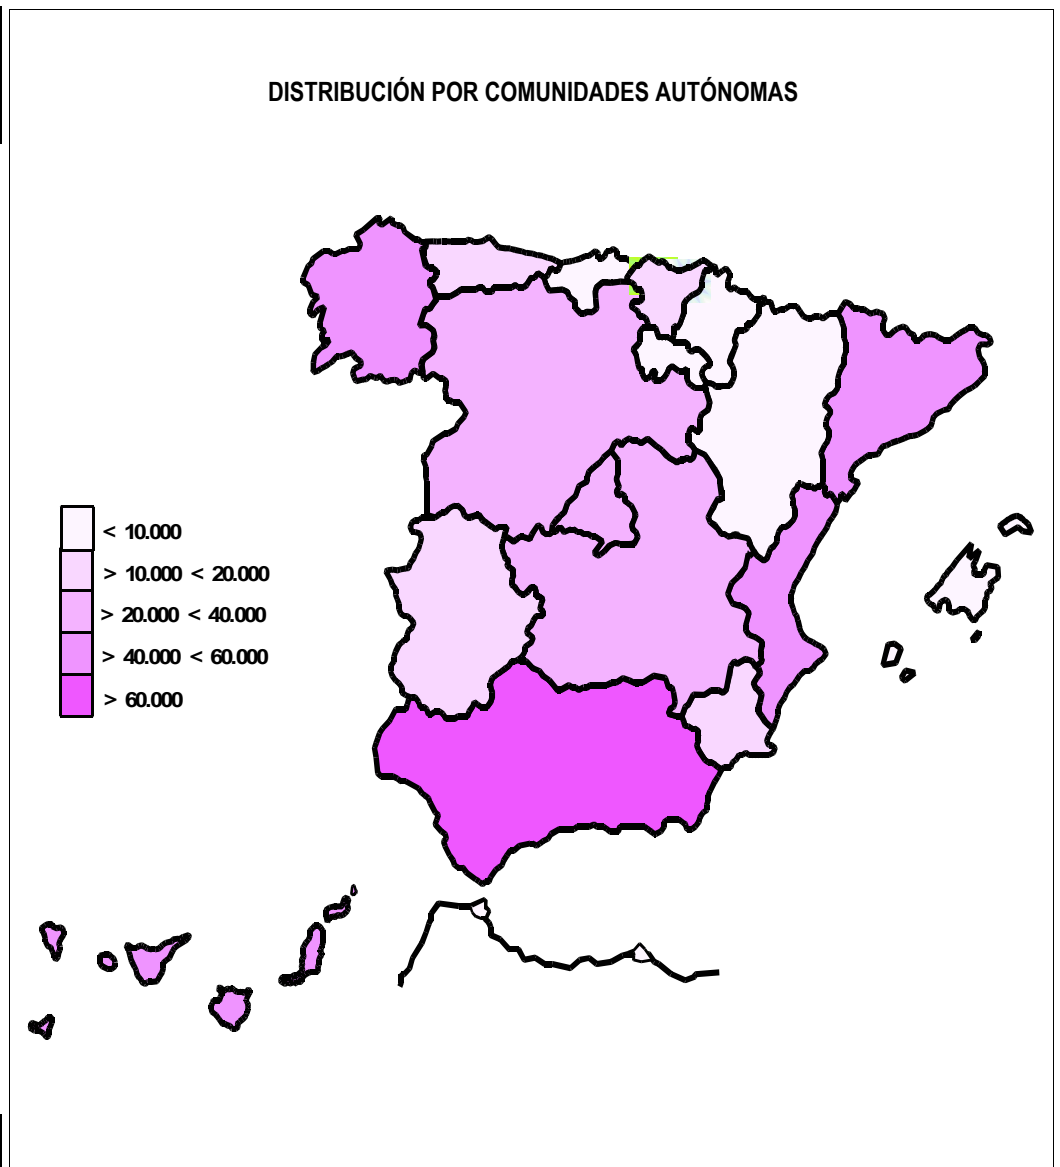 DISTRIBUCIÓN POR COMUNIDADES AUTÓNOMAS
< 10.000
> 10.000 < 20.000
> 20.000 < 40.000
> 40.000 < 60.000
> 60.000